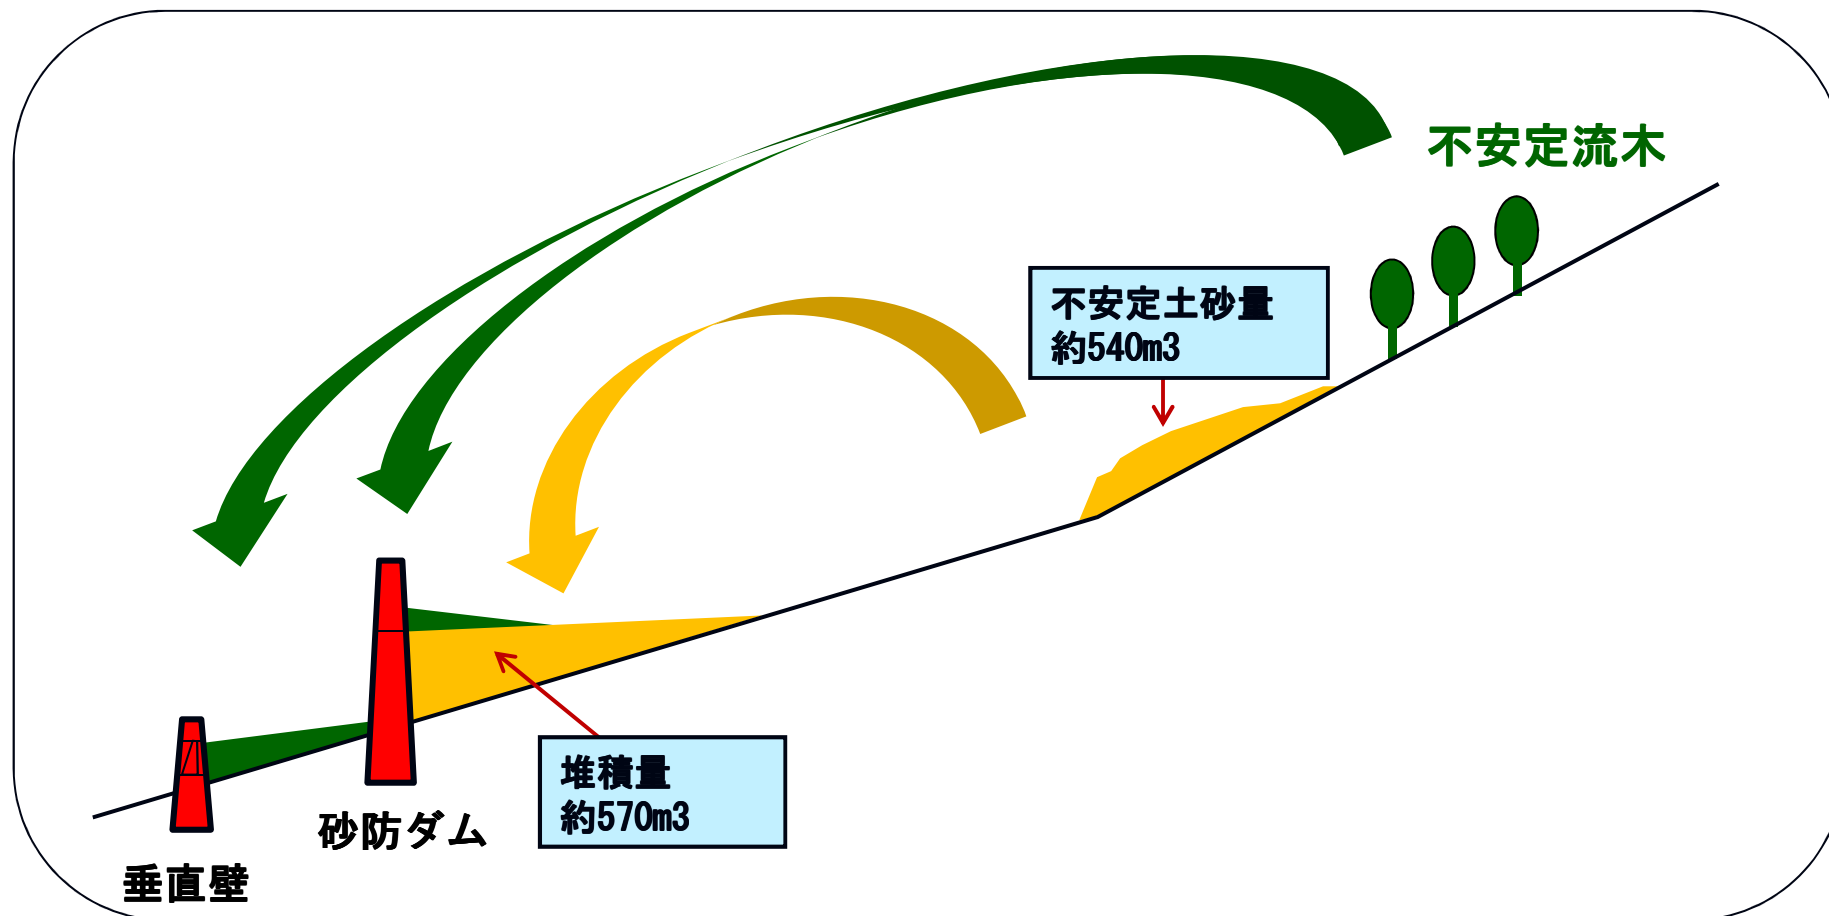 不安定流木
不安定土砂量
約540m3
堆積量
約570m3
砂防ダム
垂直壁